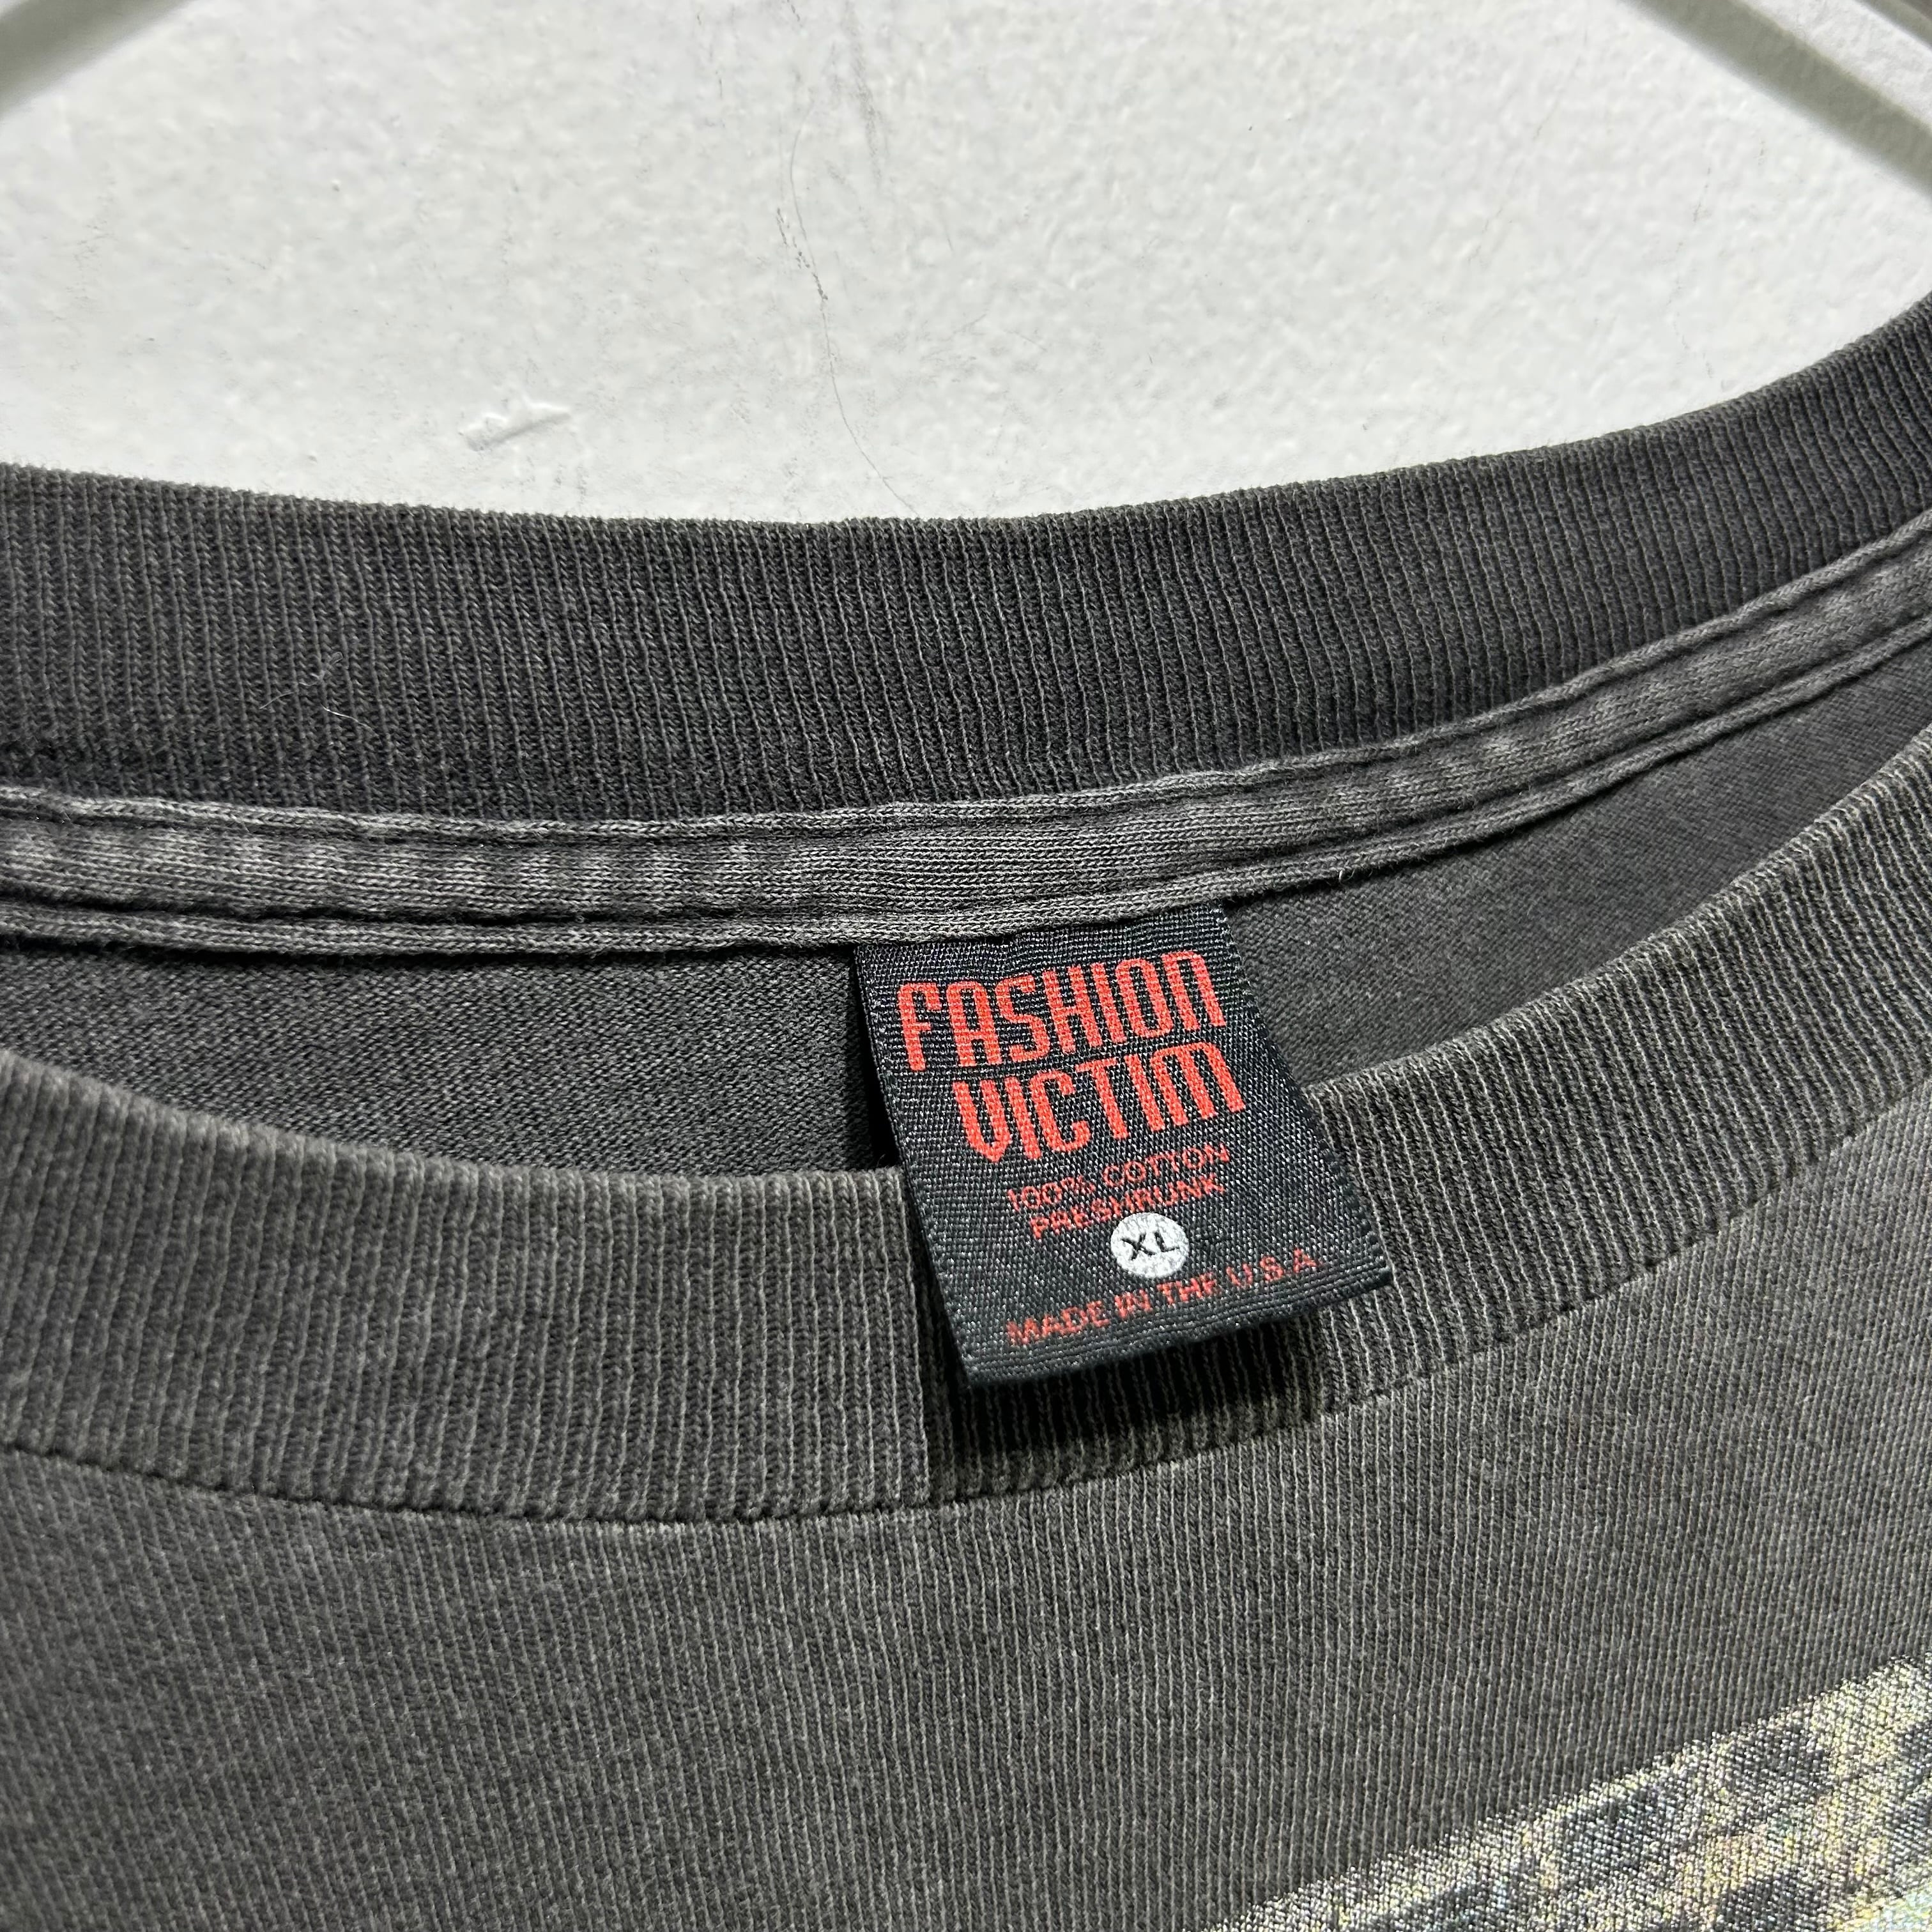 FASHION
VICTIM
100% COTTON
PRESHRUNK
XL
MADE IN THE U.S.A